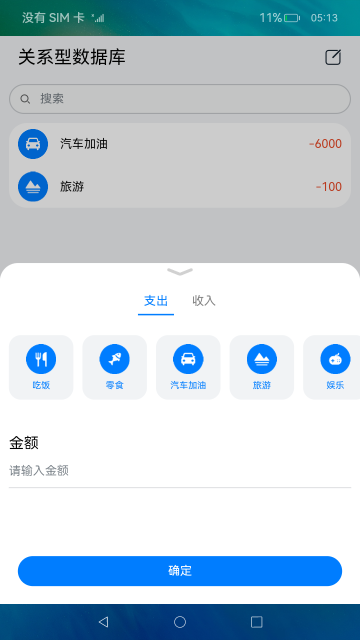 没有 SIM 卡 11% 05:13
关系型数据库
搜索
汽车加油 -6000
旅游 -100
支出 收入
吃饭 零食 汽车加油 旅游 娱乐
金额
请输入金额
确定